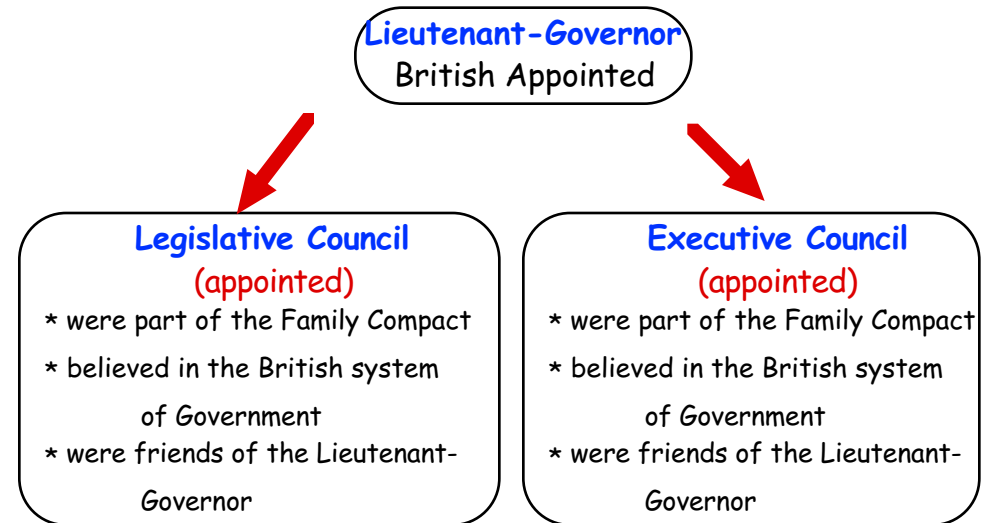 Lieutenant-Governor
British Appointed
Legislative Council
(appointed)
* were part of the Family Compact
* believed in the British system
of Government
* were friends of the Lieutenant-
Governor
Executive Council
(appointed)
* were part of the Family Compact
* believed in the British system
of Government
* were friends of the Lieutenant-
Governor